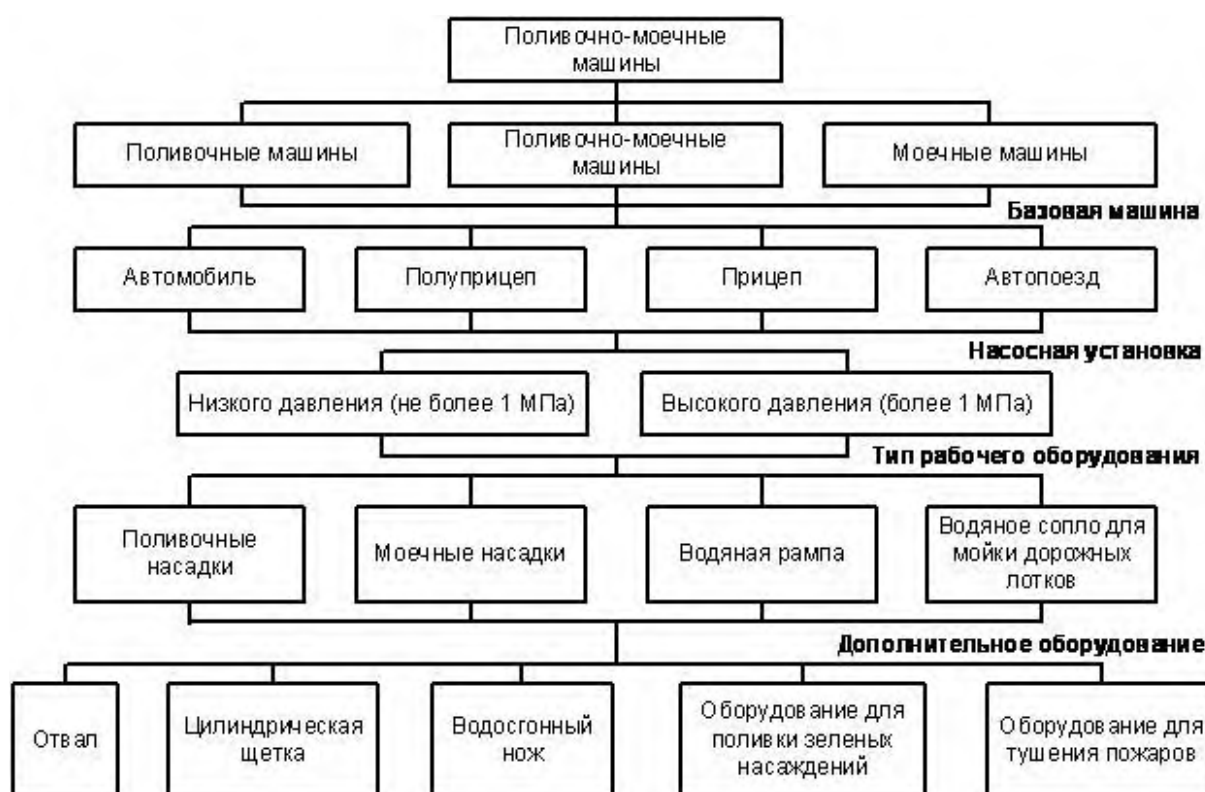 Поливочно-моечные
машины
Поливочные машины
Поливочно-моечные
машины
Моечные машины
Базовая машина
Автомобиль
Полуприцеп
Прицеп
Автопоезд
Насосная установка
Низкого давления (не более 1 МПа)
Высокого давления (более 1 МПа)
Тип рабочего оборудования
Поливочные
насадки
Моечные насадки
Водяная рампа
Водяное сопло для
мойки дорожных
лотков
Дополнительное оборудование
Отвал
Цилиндрическая
щетка
Водосгонный
нож
Оборудование для
поливки зеленых
насаждений
Оборудование для
тушения пожаров